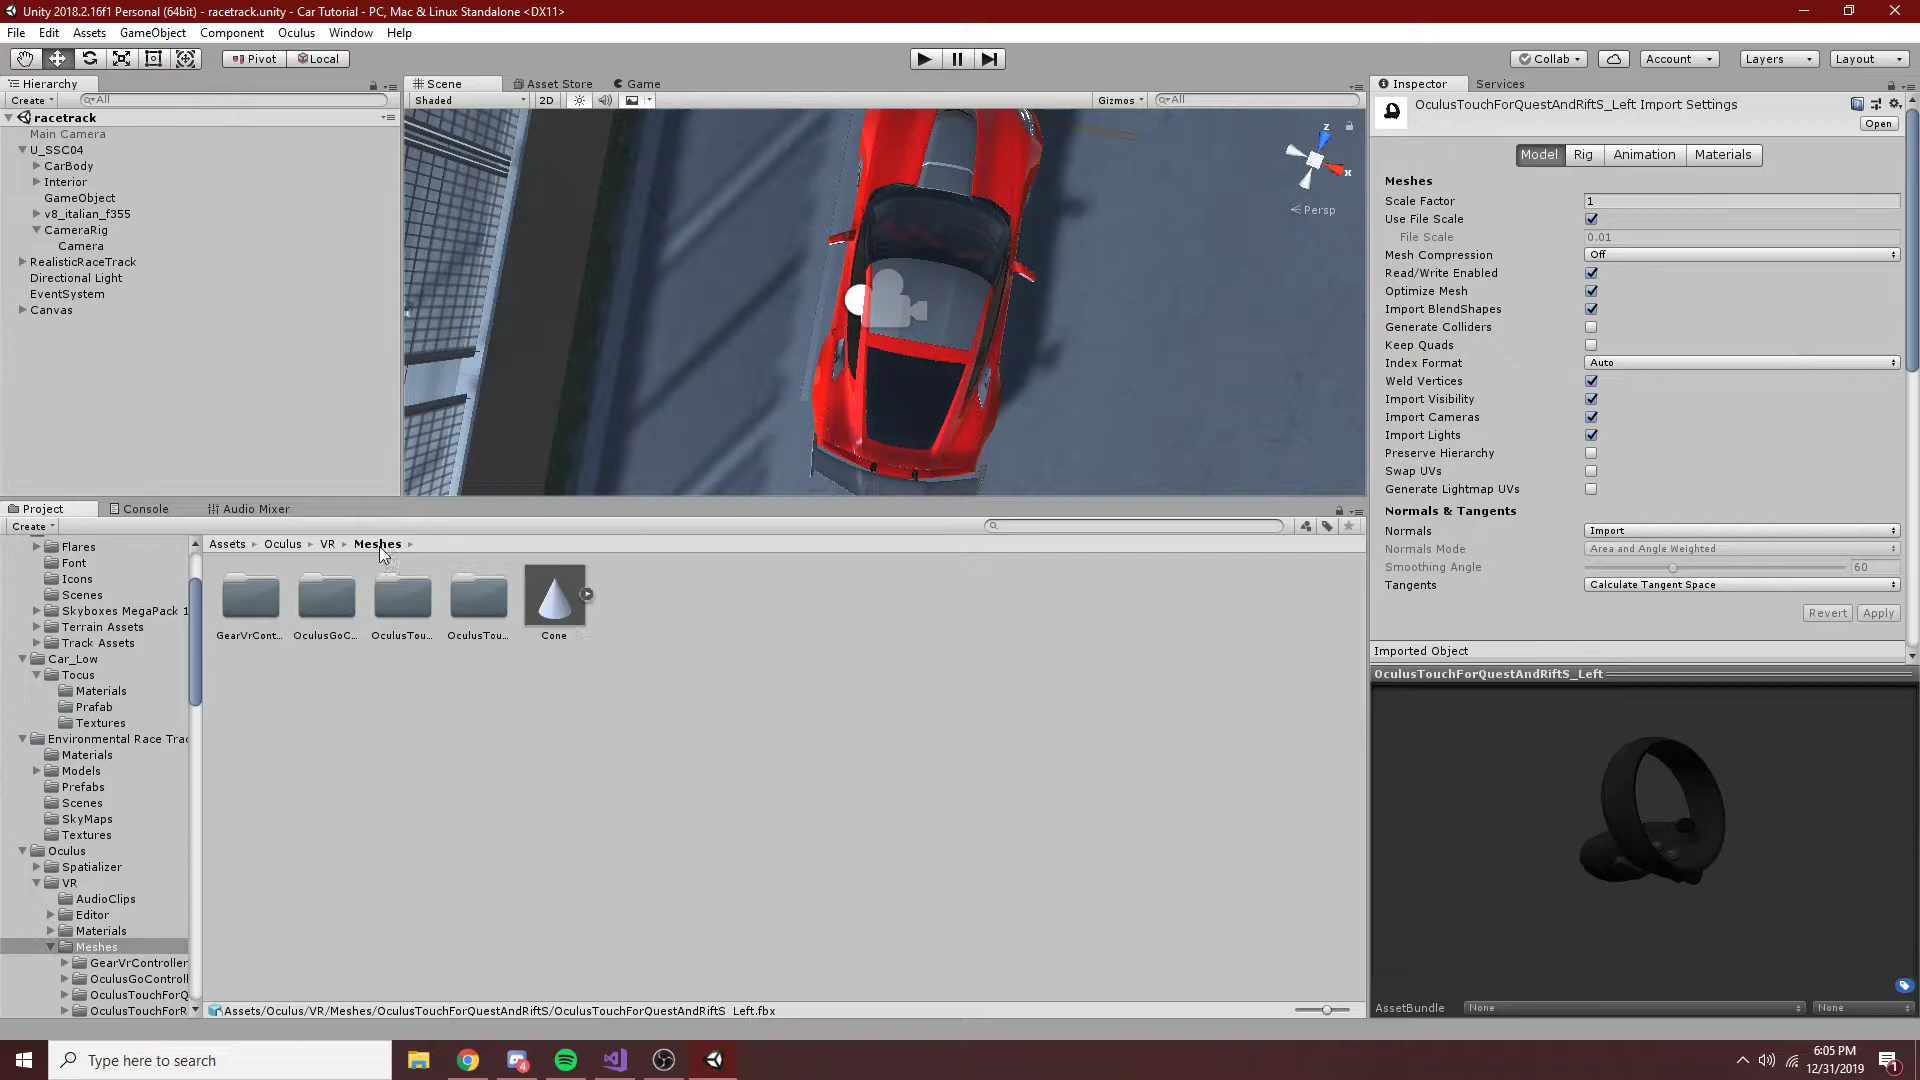 Unity 2018.2.16f1 Personal (64bit) - racetrack.unity - Car Tutorial - PC, Mac & Linux Standalone <DX11>
File Edit Assets GameObject Component Oculus Window Help
Pivot Local Collab Account Layers Layout
Hierarchy
Create All
racetrack
Main Camera
U_SSC04
CarBody
Interior
GameObject
v8_italian_f355
CameraRig
Camera
RealisticRaceTrack
Directional Light
EventSystem
Canvas
Scene Asset Store Game
Shaded 2D Gizmos All
z
x
Persp
Project Console Audio Mixer
Create
Flares
Font
Icons
Scenes
Skyboxes MegaPack 1
Terrain Assets
Track Assets
Car_Low
Tocus
Materials
Prafab
Textures
Environmental Race Trac
Materials
Models
Prefabs
Scenes
SkyMaps
Textures
Oculus
Spatializer
VR
AudioClips
Editor
Materials
Meshes
GearVrController
OculusGoControll
OculusTouchForQ
OculusTouchForR
Assets Oculus VR Meshes
GearVrCont... OculusGoC... OculusTou... OculusTou... Cone
Assets/Oculus/VR/Meshes/OculusTouchForQuestAndRiftS/OculusTouchForQuestAndRiftS_Left.fbx
Inspector Services
OculusTouchForQuestAndRiftS_Left Import Settings
Open
Model Rig Animation Materials
Meshes
Scale Factor 1
Use File Scale
File Scale 0.01
Mesh Compression Off
Read/Write Enabled
Optimize Mesh
Import BlendShapes
Generate Colliders
Keep Quads
Index Format Auto
Weld Vertices
Import Visibility
Import Cameras
Import Lights
Preserve Hierarchy
Swap UVs
Generate Lightmap UVs
Normals & Tangents
Normals Import
Normals Mode Area and Angle Weighted
Smoothing Angle 60
Tangents Calculate Tangent Space
Revert Apply
Imported Object
OculusTouchForQuestAndRiftS_Left
AssetBundle None None
Type here to search
4
6:05 PM
12/31/2019
1